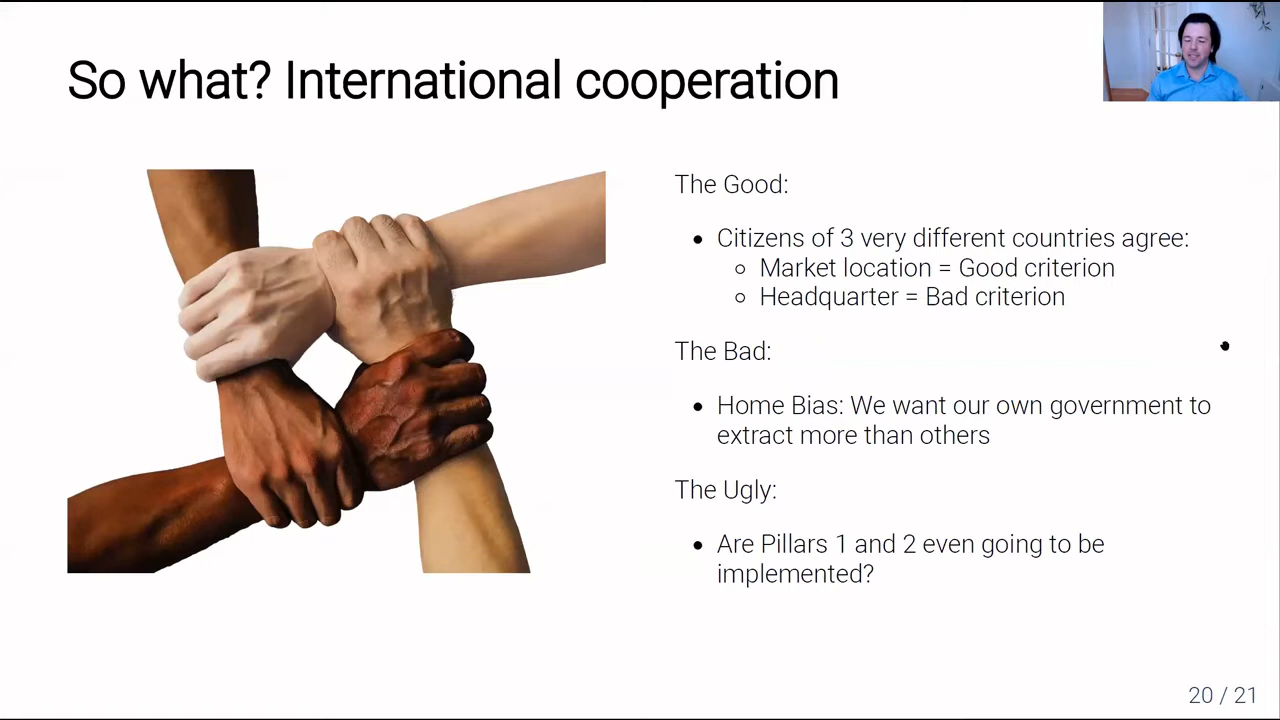 So what? International cooperation
The Good:
• Citizens of 3 very different countries agree:
○ Market location = Good criterion
○ Headquarter = Bad criterion
The Bad:
• Home Bias: We want our own government to
extract more than others
The Ugly:
• Are Pillars 1 and 2 even going to be
implemented?
20 / 21